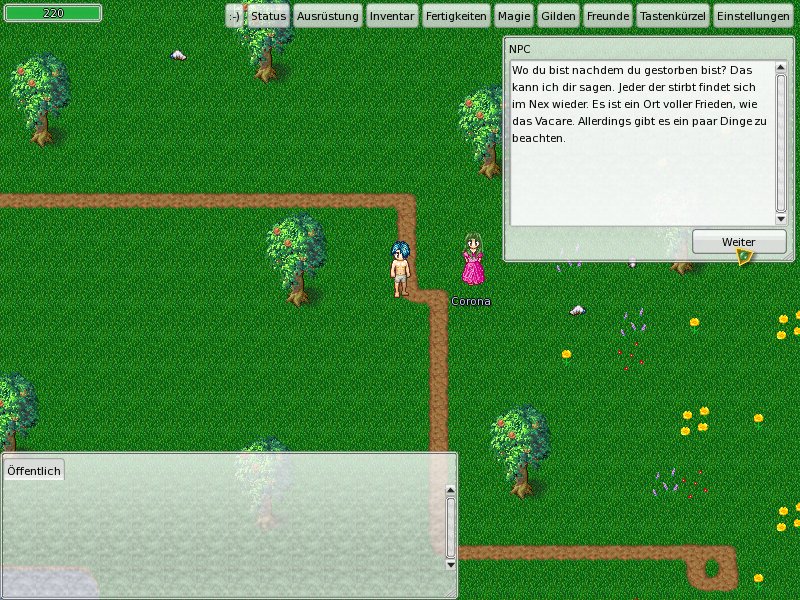 220
:-) Status Ausrüstung Inventar Fertigkeiten Magie Gilden Freunde Tastenkürzel Einstellungen
NPC
Wo du bist nachdem du gestorben bist? Das
kann ich dir sagen. Jeder der stirbt findet sich
im Nex wieder. Es ist ein Ort voller Frieden, wie
das Vacare. Allerdings gibt es ein paar Dinge zu
beachten.
Weiter
Corona
Öffentlich